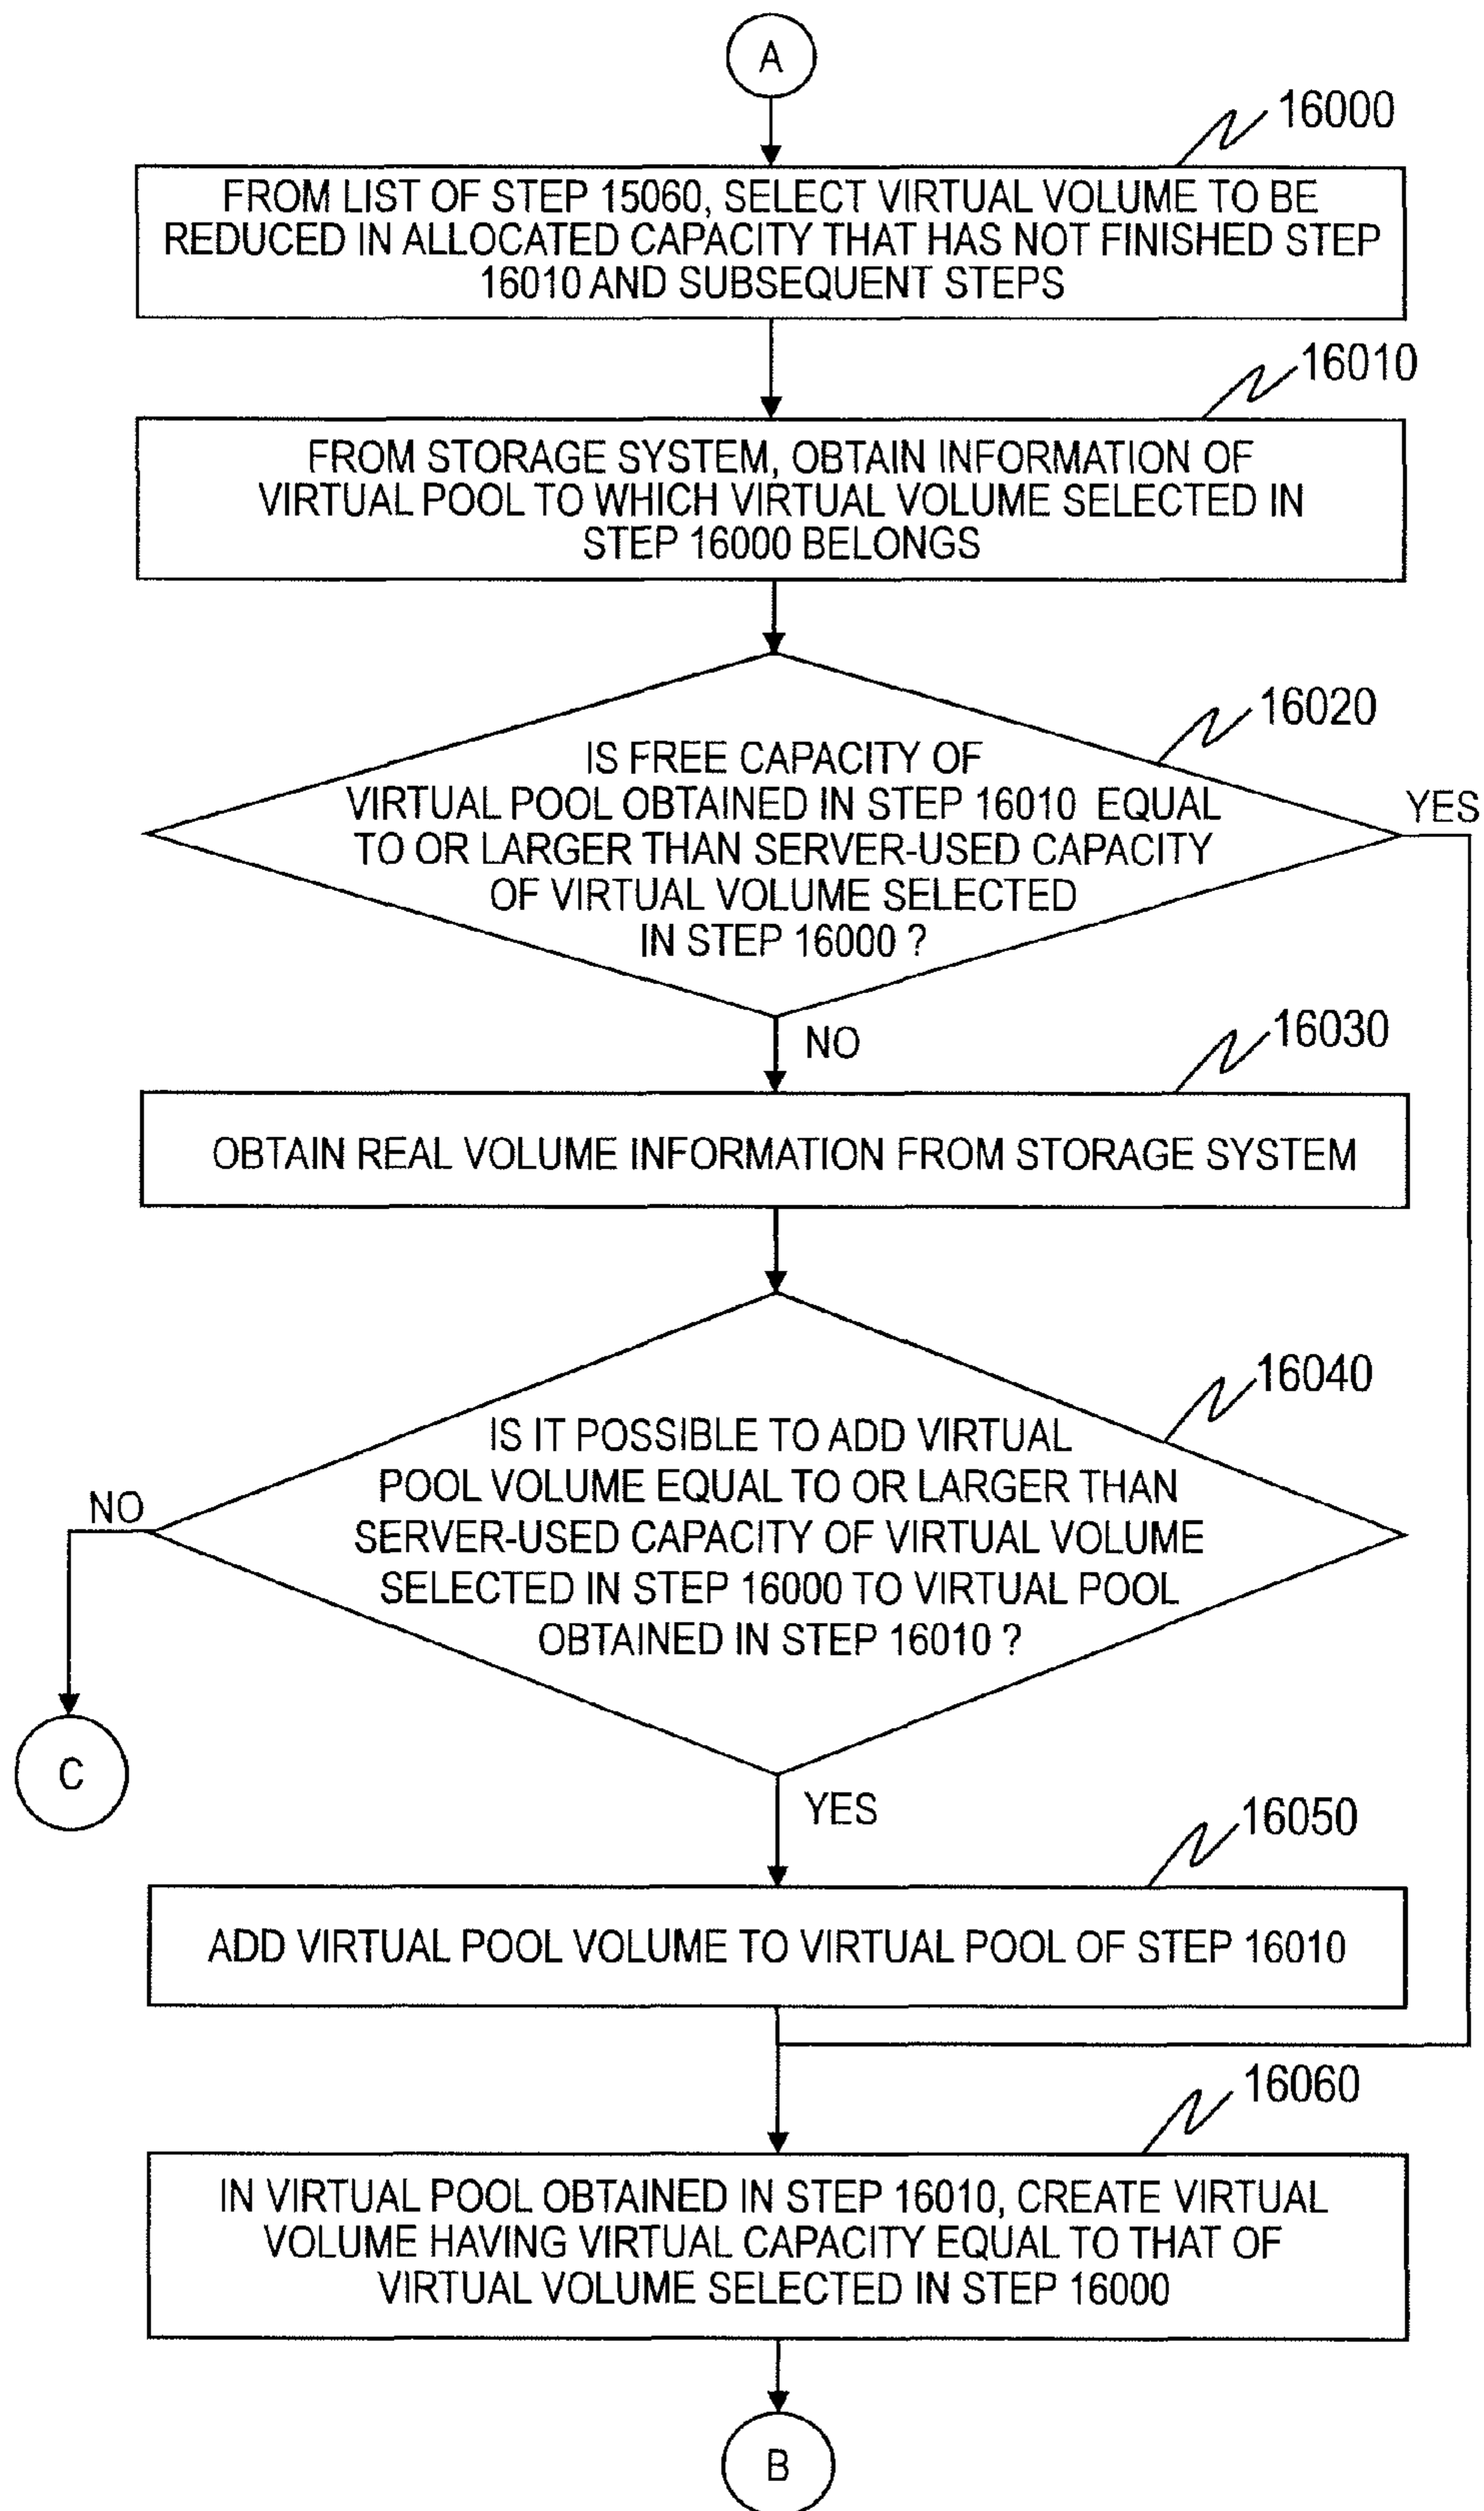 A
16000
FROM LIST OF STEP 15060, SELECT VIRTUAL VOLUME TO BE
REDUCED IN ALLOCATED CAPACITY THAT HAS NOT FINISHED STEP
16010 AND SUBSEQUENT STEPS
16010
FROM STORAGE SYSTEM, OBTAIN INFORMATION OF
VIRTUAL POOL TO WHICH VIRTUAL VOLUME SELECTED IN
STEP 16000 BELONGS
16020
IS FREE CAPACITY OF
VIRTUAL POOL OBTAINED IN STEP 16010 EQUAL
TO OR LARGER THAN SERVER-USED CAPACITY
OF VIRTUAL VOLUME SELECTED
IN STEP 16000 ?
YES
NO
16030
OBTAIN REAL VOLUME INFORMATION FROM STORAGE SYSTEM
16040
IS IT POSSIBLE TO ADD VIRTUAL
POOL VOLUME EQUAL TO OR LARGER THAN
SERVER-USED CAPACITY OF VIRTUAL VOLUME
SELECTED IN STEP 16000 TO VIRTUAL POOL
OBTAINED IN STEP 16010 ?
NO
C
YES
16050
ADD VIRTUAL POOL VOLUME TO VIRTUAL POOL OF STEP 16010
16060
IN VIRTUAL POOL OBTAINED IN STEP 16010, CREATE VIRTUAL
VOLUME HAVING VIRTUAL CAPACITY EQUAL TO THAT OF
VIRTUAL VOLUME SELECTED IN STEP 16000
B